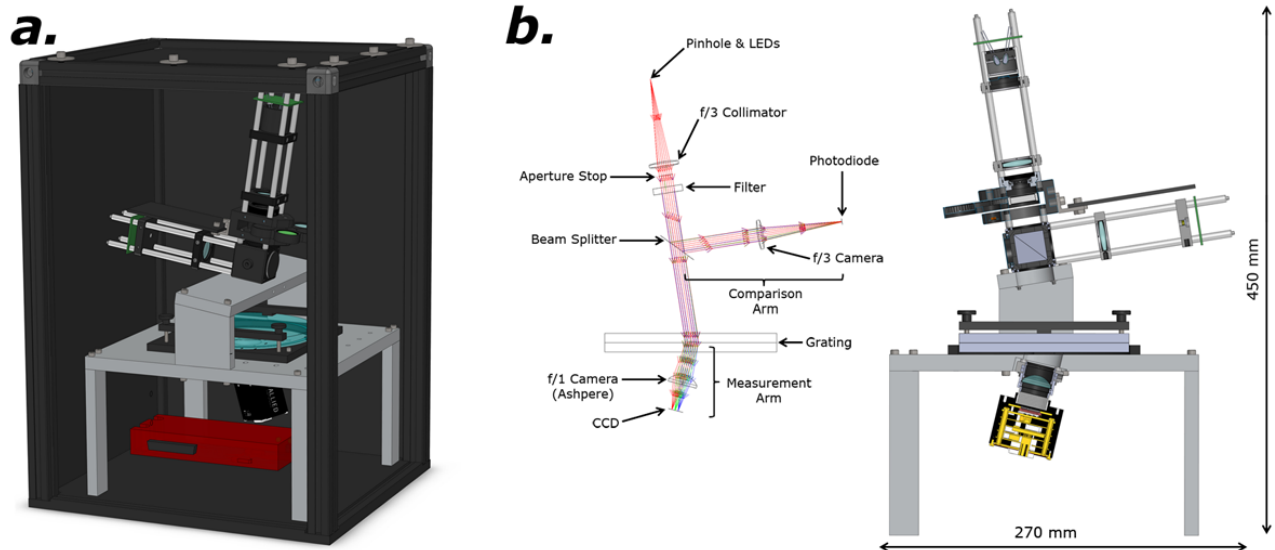 a.
b.
Pinhole & LEDs
f/3 Collimator
Photodiode
Aperture Stop
Filter
Beam Splitter
f/3 Camera
Comparison
Arm
Grating
f/1 Camera
(Ashpere)
Measurement
Arm
CCD
450 mm
270 mm
ALLIED